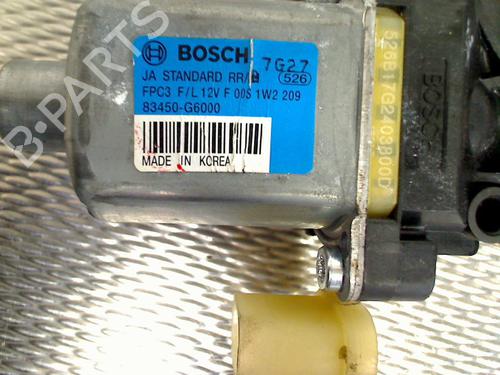 BOSCH 7G27
JA STANDARD RR/ 526
FPC3 F/L 12V F 00S 1W2 209
83450-G6000
MADE IN KOREA
BOSCH
B-PARTS